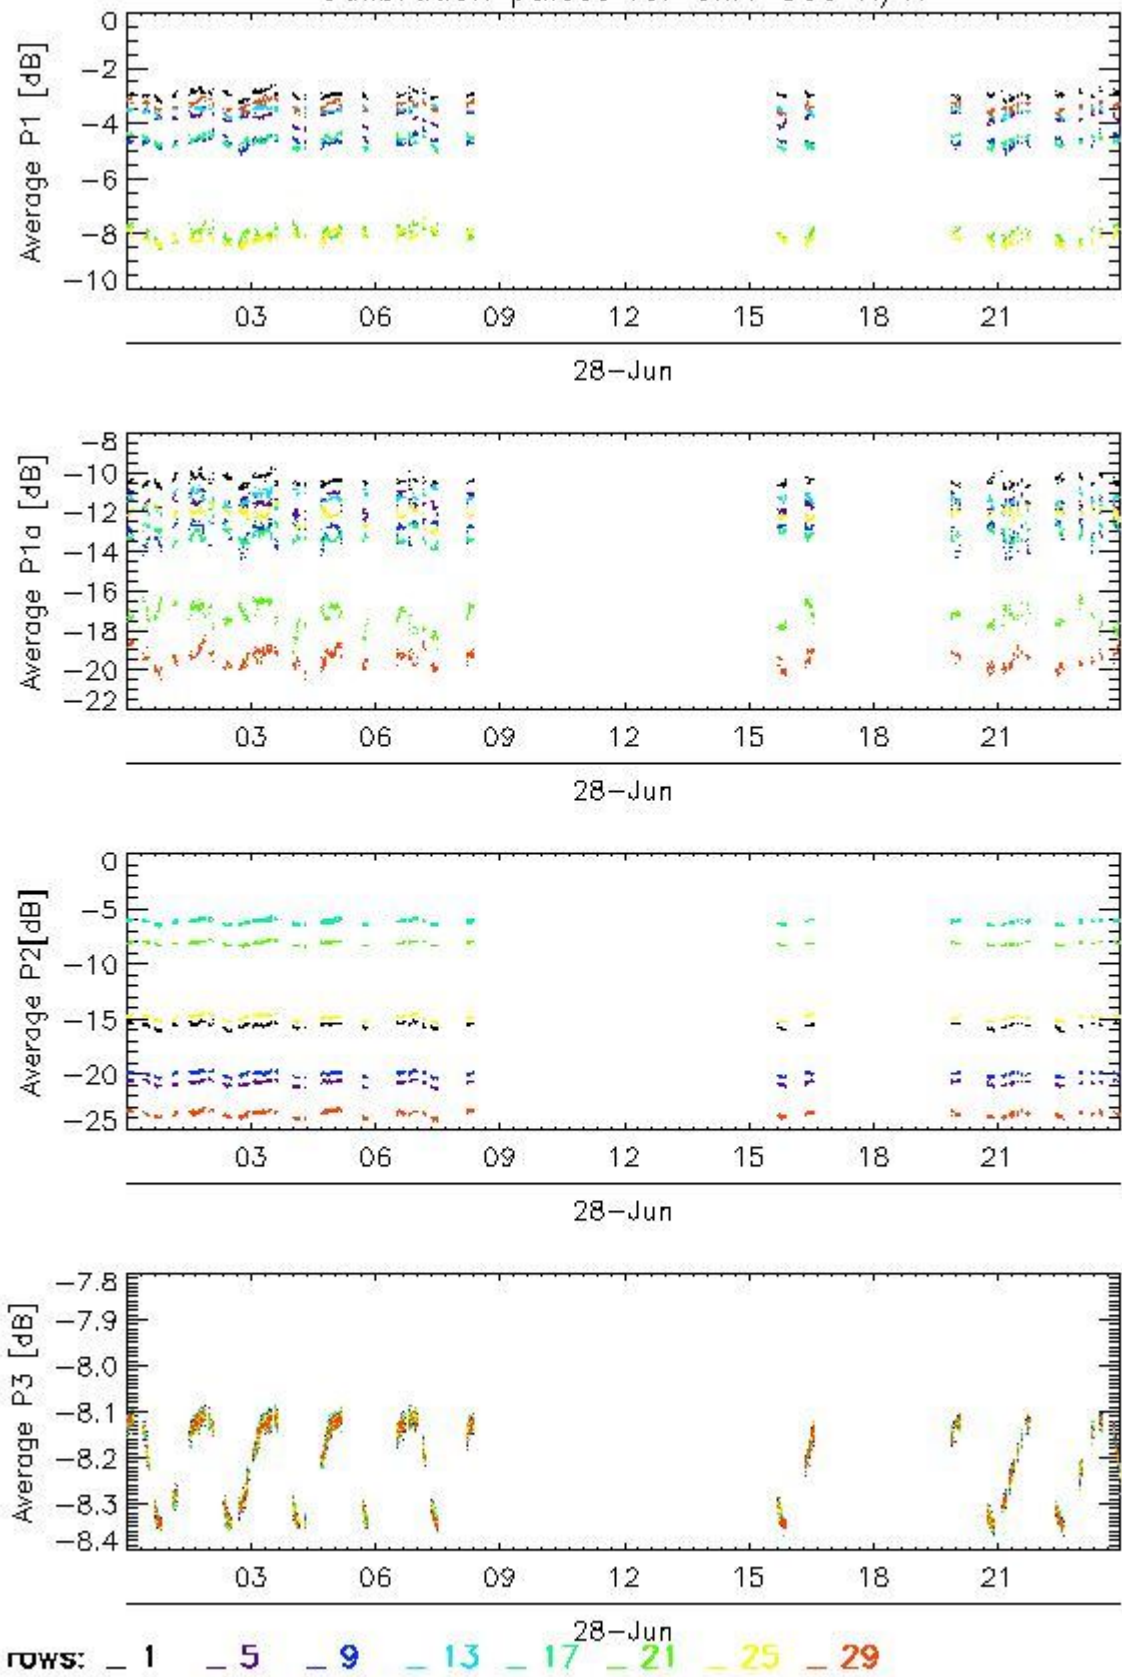 Average P1 [dB]
0
−2
−4
−6
−8
−10
03 06 09 12 15 18 21
28−Jun
Average P1a [dB]
−8
−10
−12
−14
−16
−18
−20
−22
03 06 09 12 15 18 21
28−Jun
Average P2[dB]
0
−5
−10
−15
−20
−25
03 06 09 12 15 18 21
28−Jun
Average P3 [dB]
−7.8
−7.9
−8.0
−8.1
−8.2
−8.3
−8.4
03 06 09 12 15 18 21
28−Jun
rows: _ 1 _ 5 _ 9 _ 13 _ 17 _ 21 _ 25 _ 29